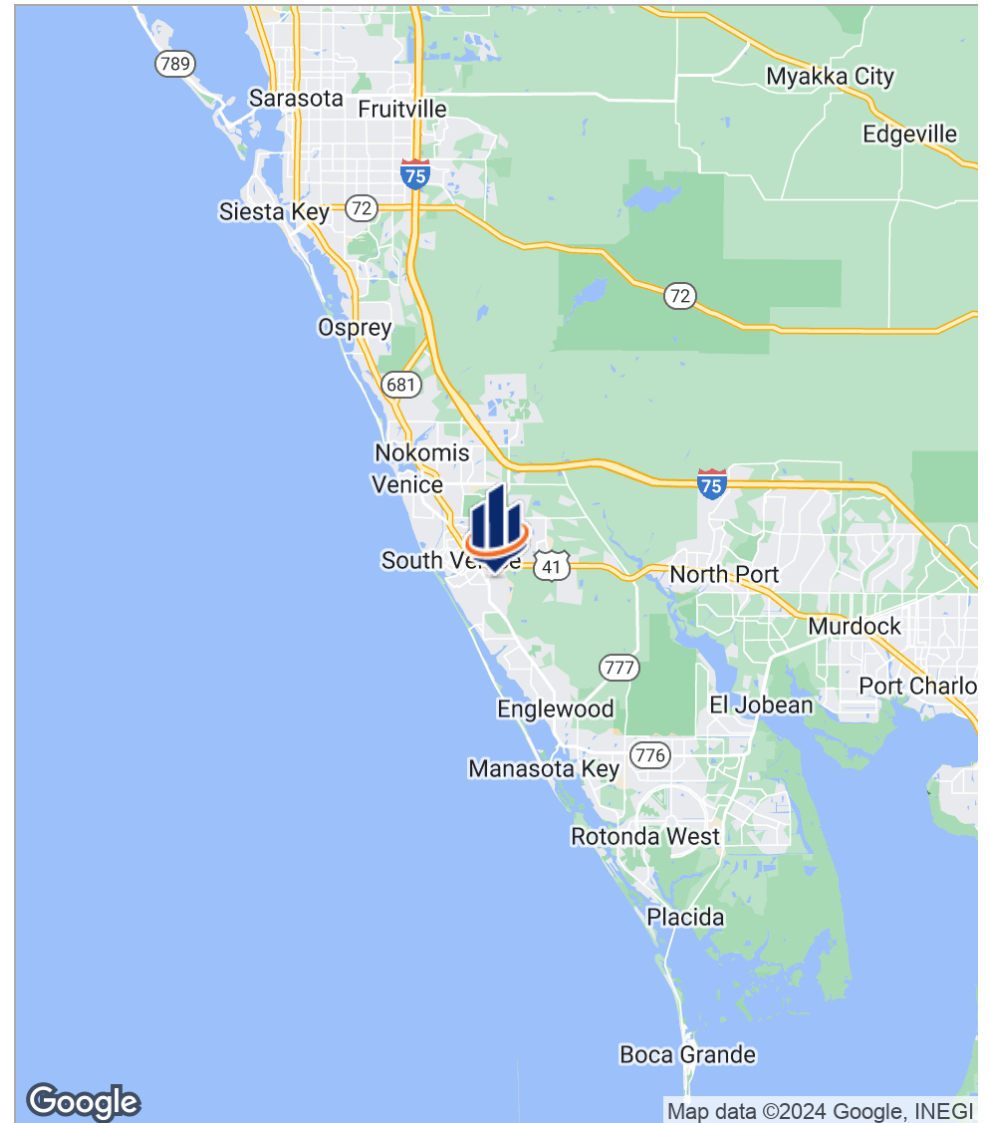 789
Myakka City
Sarasota
Fruitville
Edgeville
75
Siesta Key
72
72
Osprey
681
Nokomis
Venice
75
South Venice
41
North Port
Murdock
777
Port Charlo
El Jobean
Englewood
776
Manasota Key
Rotonda West
Placida
Boca Grande
Google
Map data ©2024 Google, INEGI